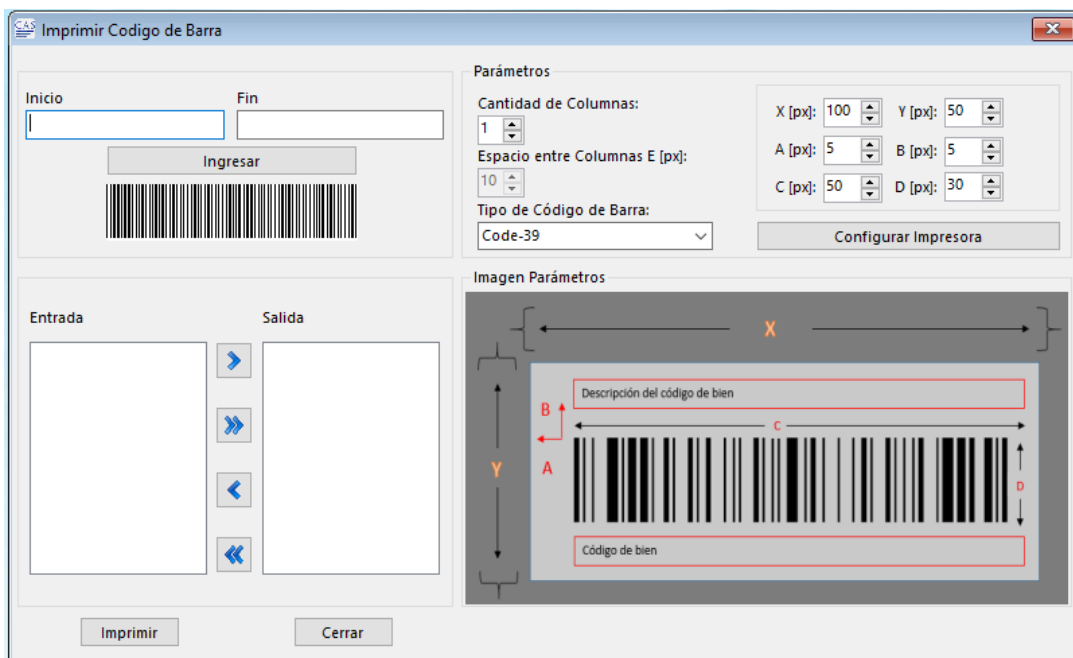 CAS Imprimir Codigo de Barra
Inicio
Fin
Ingresar
Parámetros
Cantidad de Columnas:
1
Espacio entre Columnas E [px]:
10
Tipo de Código de Barra:
Code-39
X [px]: 100 Y [px]: 50
A [px]: 5 B [px]: 5
C [px]: 50 D [px]: 30
Configurar Impresora
Entrada
Salida
Imagen Parámetros
X
Descripción del código de bien
B
C
Y
A
D
Código de bien
Imprimir
Cerrar